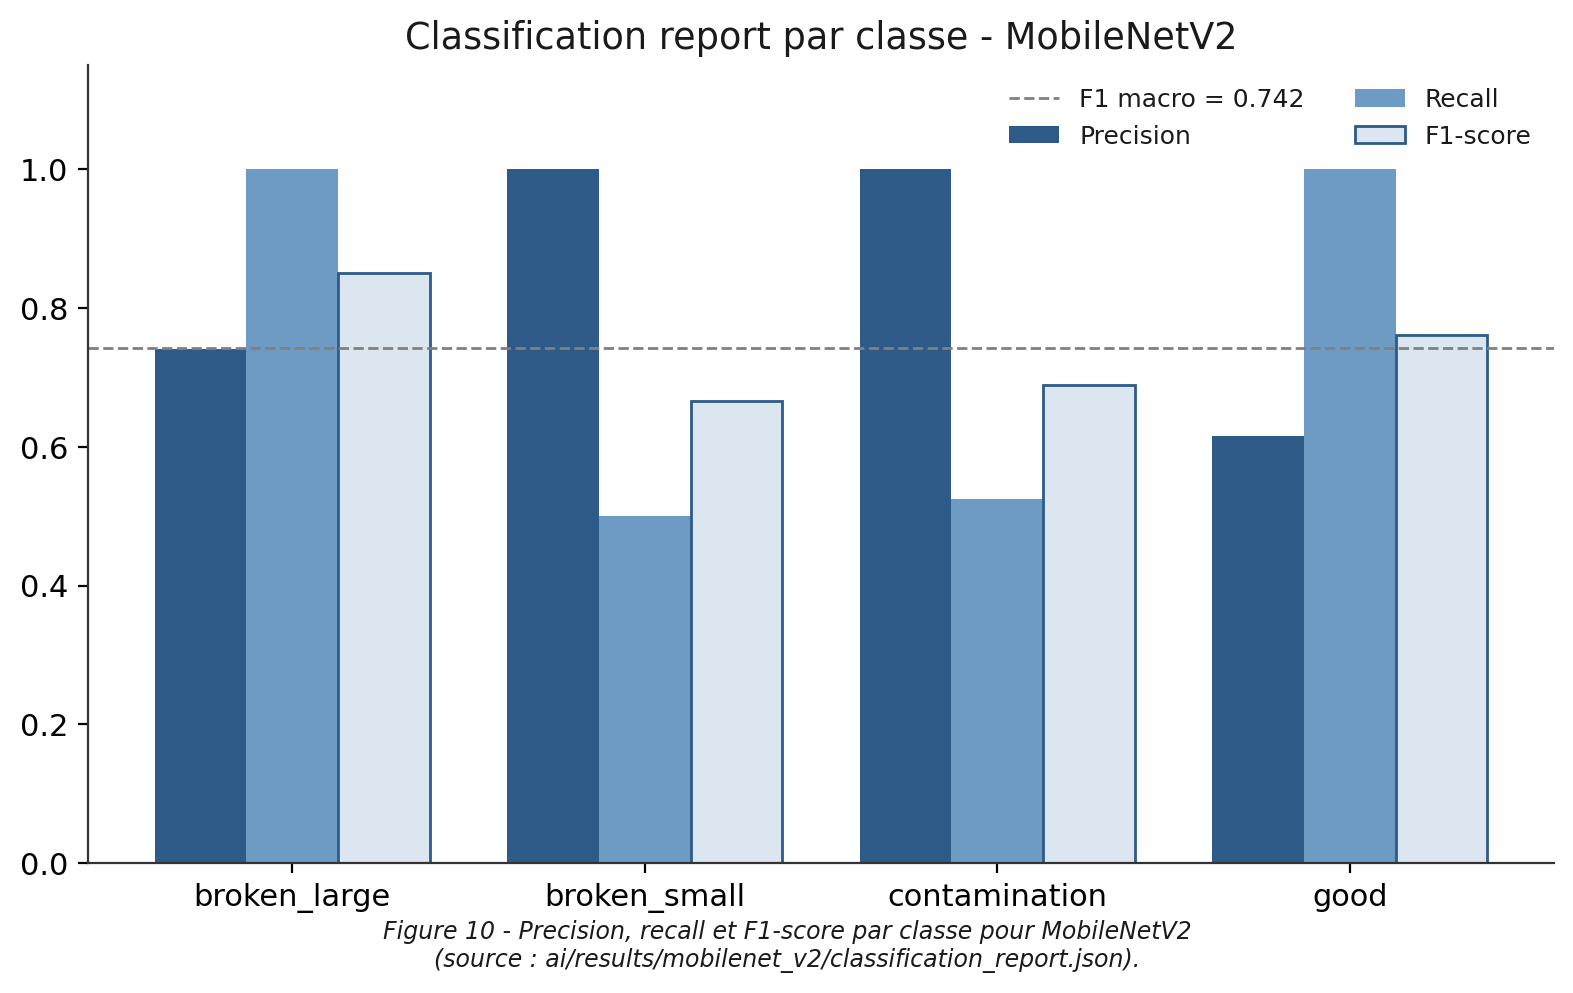 Classification report par classe - MobileNetV2
F1 macro = 0.742
Precision
Recall
F1-score
1.0
0.8
0.6
0.4
0.2
0.0
broken_large
broken_small
contamination
good
Figure 10 - Precision, recall et F1-score par classe pour MobileNetV2
(source : ai/results/mobilenet_v2/classification_report.json).